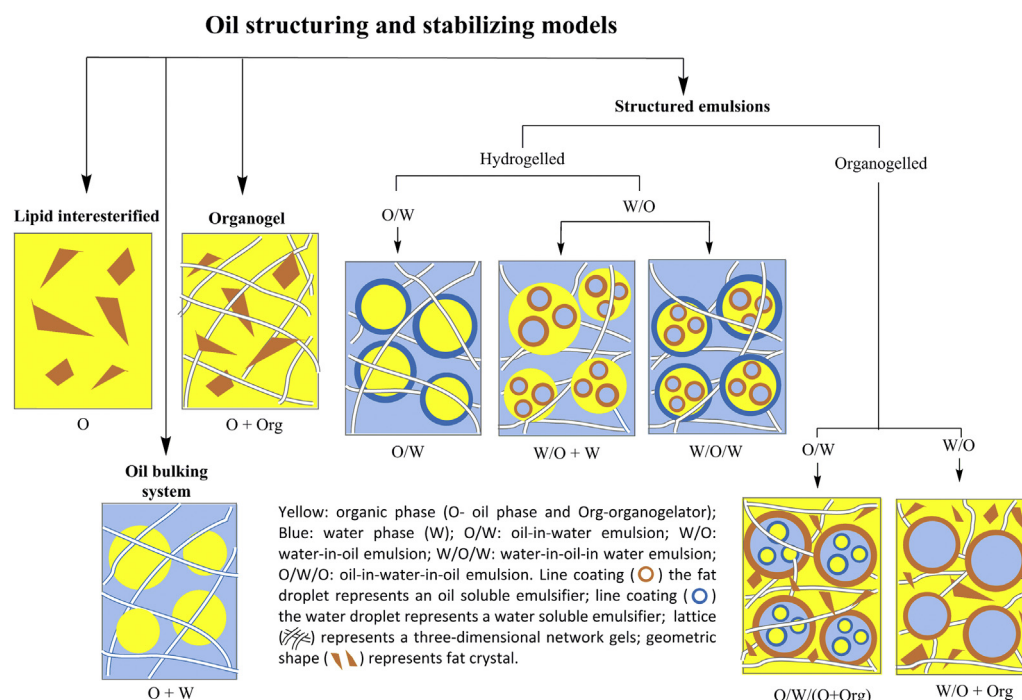 Oil structuring and stabilizing models
Structured emulsions
Hydrogelled
Organogelled
Lipid interesterified
Organogel
O/W
W/O
O
O + Org
O/W
W/O + W
W/O/W
Oil bulking
system
O/W
W/O
Yellow: organic phase (O- oil phase and Org-organogelator);
Blue: water phase (W); O/W: oil-in-water emulsion; W/O:
water-in-oil emulsion; W/O/W: water-in-oil-in water emulsion;
O/W/O: oil-in-water-in-oil emulsion. Line coating ( ) the fat
droplet represents an oil soluble emulsifier; line coating ( )
the water droplet represents a water soluble emulsifier; lattice
( ) represents a three-dimensional network gels; geometric
shape ( ) represents fat crystal.
O + W
O/W/(O+Org)
W/O + Org